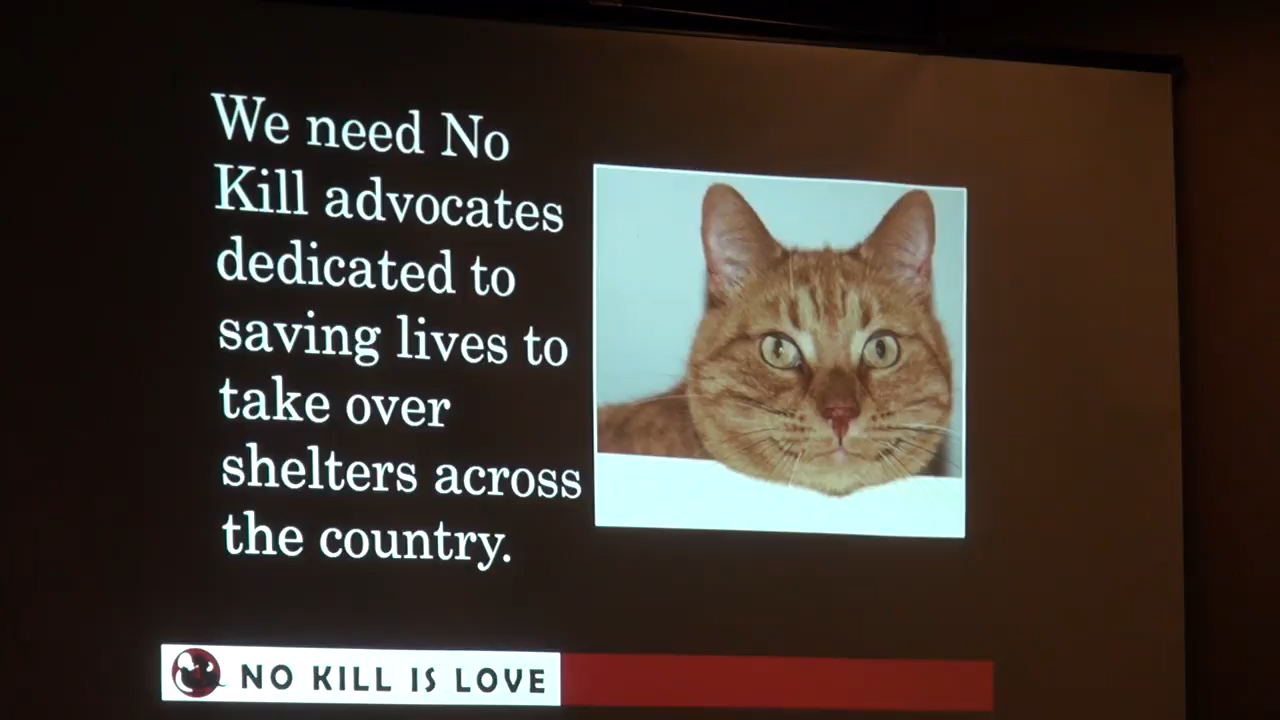 We need No
Kill advocates
dedicated to
saving lives to
take over
shelters across
the country.
NO KILL IS LOVE